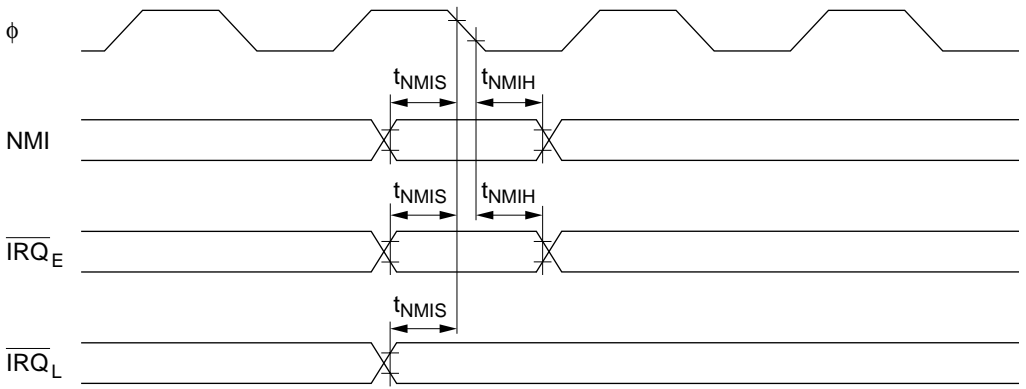 ϕ
tNMIS tNMIH
NMI
tNMIS tNMIH
IRQE
tNMIS
IRQL